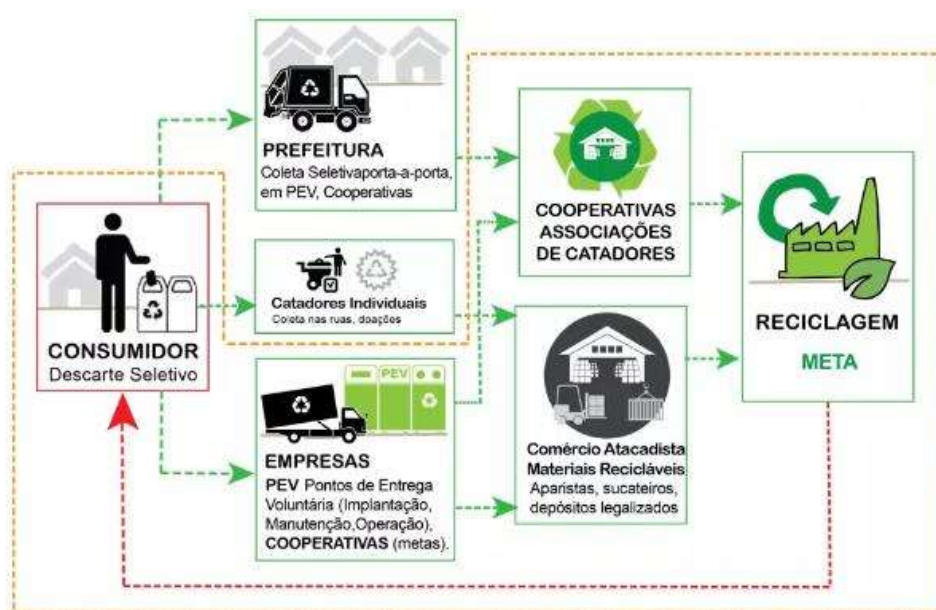 PREFEITURA
Coleta Seletivaporta-a-porta,
em PEV, Cooperativas
CONSUMIDOR
Descarte Seletivo
Catadores Individuais
Coleta nas ruas, doações
PEV
EMPRESAS
PEV Pontos de Entrega
Voluntária (Implantação,
Manutenção,Operação),
COOPERATIVAS (metas).
COOPERATIVAS
ASSOCIAÇÕES
DE CATADORES
Comércio Atacadista
Materiais Recicláveis
Aparistas, sucateiros,
depósitos legalizados
RECICLAGEM
META